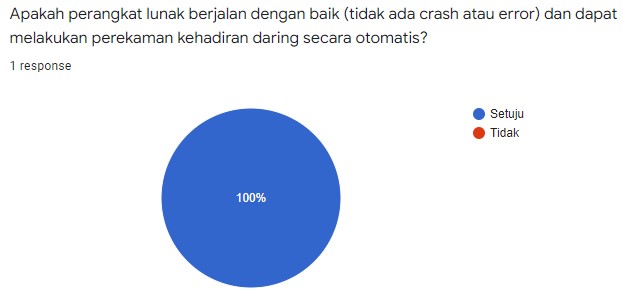 Apakah perangkat lunak berjalan dengan baik (tidak ada crash atau error) dan dapat
melakukan perekaman kehadiran daring secara otomatis?
1 response
Setuju
Tidak
100%